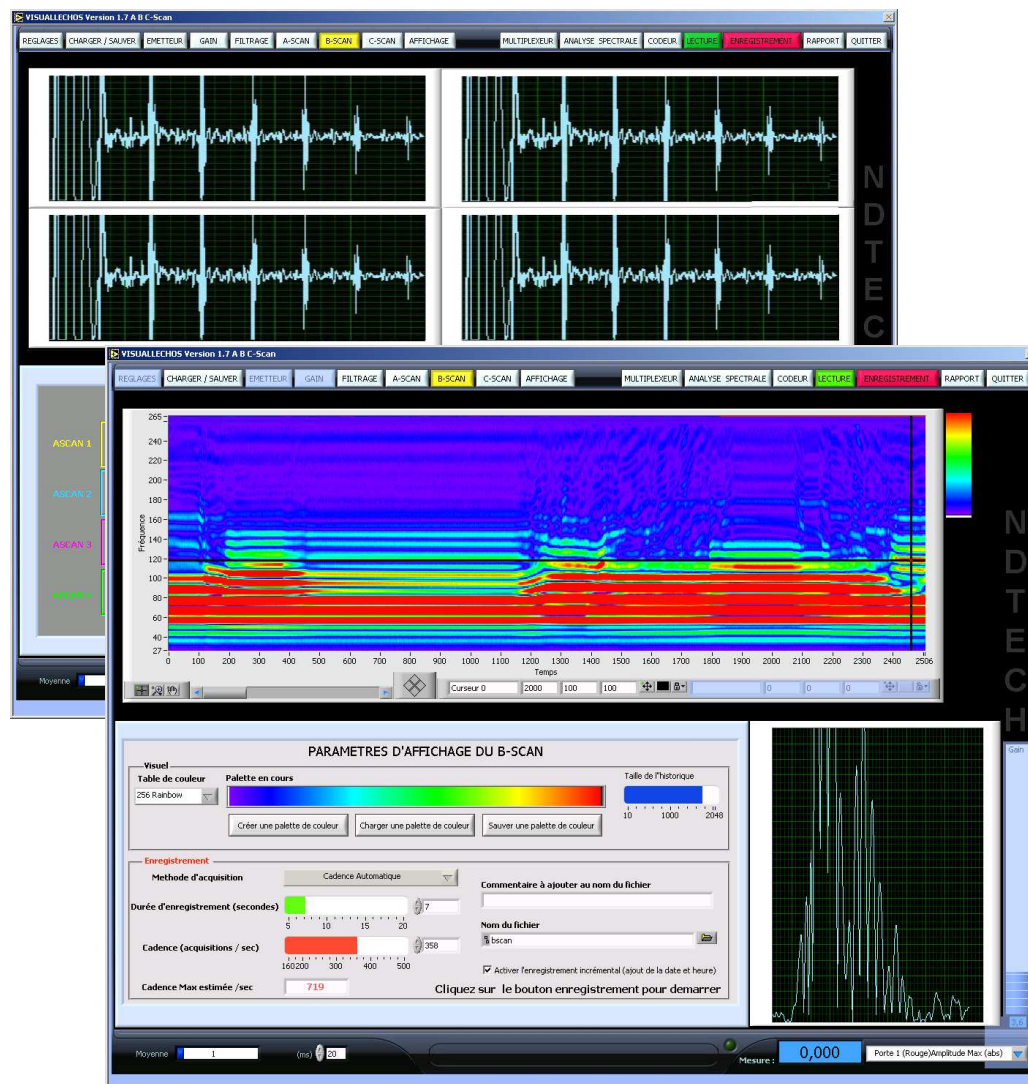 VISUALLECHOS Version 1.7 A B C-Scan
REGLAGES CHARGER / SAUVER EMETTEUR GAIN FILTRAGE A-SCAN B-SCAN C-SCAN AFFICHAGE MULTIPLEXEUR ANALYSE SPECTRALE CODEUR LECTURE ENREGISTREMENT RAPPORT QUITTER
NDTEC
ASCAN 1
ASCAN 2
ASCAN 3
Moyenne
VISUALLECHOS Version 1.7 A B C-Scan
REGLAGES CHARGER / SAUVER EMETTEUR GAIN FILTRAGE A-SCAN B-SCAN C-SCAN AFFICHAGE MULTIPLEXEUR ANALYSE SPECTRALE CODEUR LECTURE ENREGISTREMENT RAPPORT QUITTER
265
240
220
200
180
160
140
120
100
80
60
40
27
Fréquence
0 100 200 300 400 500 600 700 800 900 1000 1100 1200 1300 1400 1500 1600 1700 1800 1900 2000 2100 2200 2300 2400 2506
Temps
Curseur 0 2000 100 100 0 0 0
NDTECH
PARAMETRES D'AFFICHAGE DU B-SCAN
Visuel
Table de couleur Palette en cours Taille de l"historique
256 Rainbow
10 1000 2048
Créer une palette de couleur Charger une palette de couleur Sauver une palette de couleur
Enregistrement
Methode d'acquisition Cadence Automatique
Commentaire à ajouter au nom du fichier
Durée d'enregistrement (secondes) 7
5 10 15 20
Nom du fichier
bscan
Cadence (acquisitions / sec) 358
160200 300 400 500
Activer l'enregistrement incrémental (ajout de la date et heure)
Cadence Max estimée /sec 719
Cliquez sur le bouton enregistrement pour demarrer
Gain
3,6
Moyenne 1 (ms) 20
Mesure : 0,000 Porte 1 (Rouge)Amplitude Max (abs)